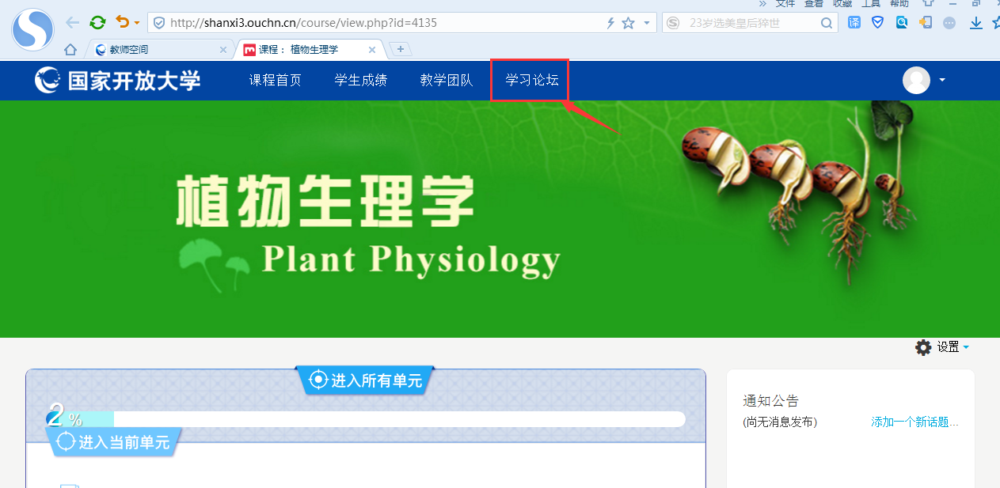 文件 查看 收藏 工具 帮助
http://shanxi3.ouchn.cn/course/view.php?id=4135
23岁选美皇后猝世
译
教师空间
课程： 植物生理学
国家开放大学
课程首页
学生成绩
教学团队
学习论坛
植物生理学
Plant Physiology
设置
进入所有单元
2 %
进入当前单元
通知公告
(尚无消息发布)
添加一个新话题...